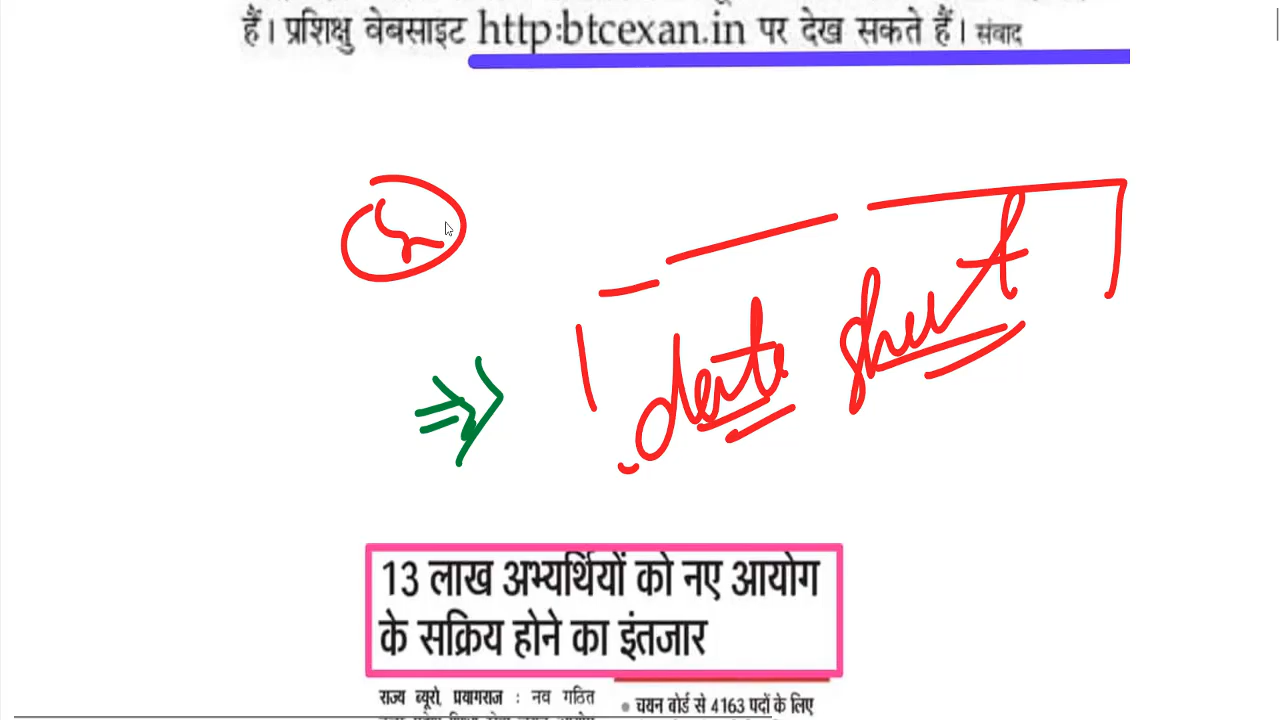 हैं। प्रशिक्षु वेबसाइट http:btcexan.in पर देख सकते हैं। संवाद
date sheet
13 लाख अभ्यर्थियों को नए आयोग
के सक्रिय होने का इंतजार
राज्य ब्यूरो, प्रयागराज : नव गठित
• चयन बोर्ड से 4163 पदों के लिए